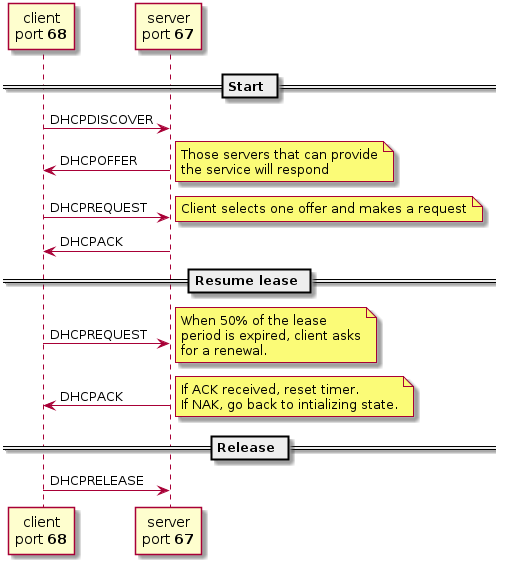 client
port 68
server
port 67
Start
DHCPDISCOVER
DHCPOFFER
Those servers that can provide
the service will respond
DHCPREQUEST
Client selects one offer and makes a request
DHCPACK
Resume lease
DHCPREQUEST
When 50% of the lease
period is expired, client asks
for a renewal.
DHCPACK
If ACK received, reset timer.
If NAK, go back to intializing state.
Release
DHCPRELEASE
client
port 68
server
port 67